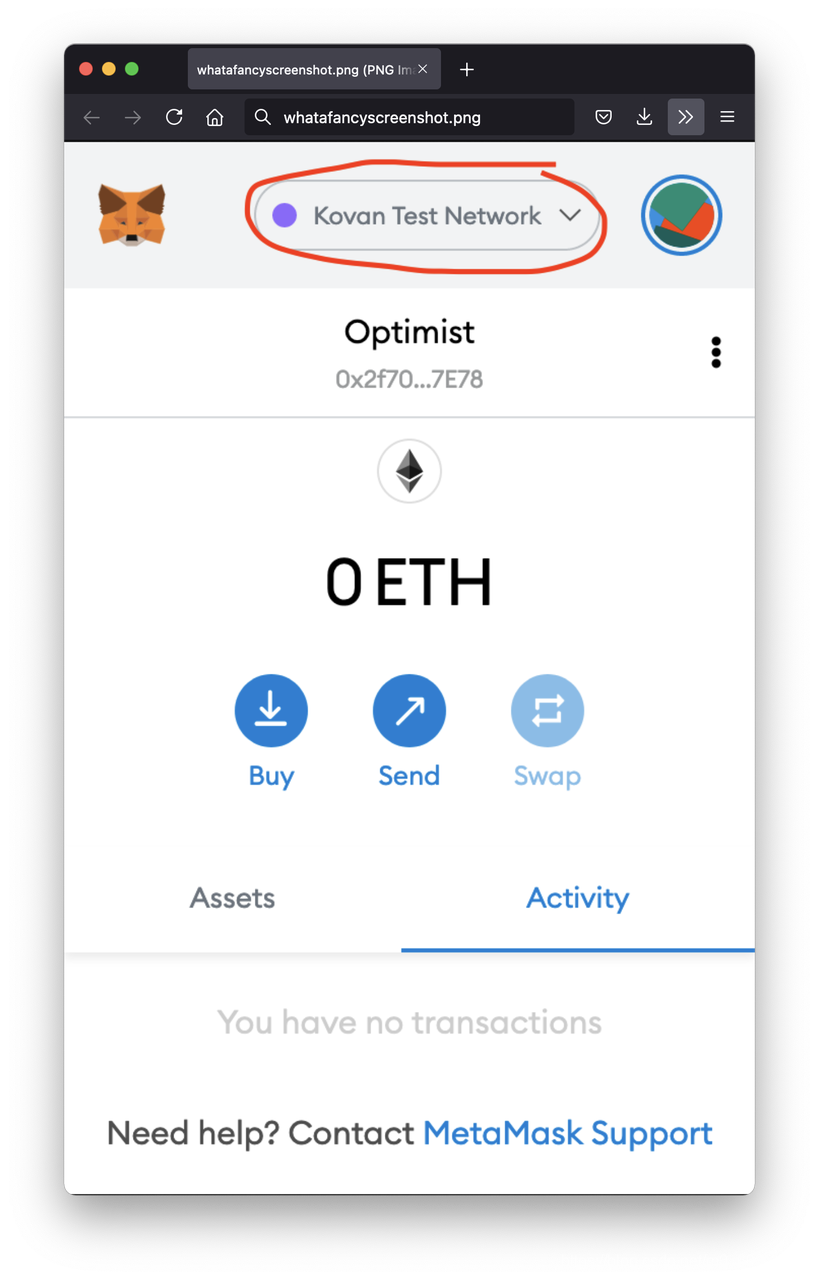 whatafancyscreenshot.png (PNG Im
whatafancyscreenshot.png
Kovan Test Network
Optimist
0x2f70...7E78
0 ETH
Buy Send Swap
Assets Activity
You have no transactions
Need help? Contact MetaMask Support